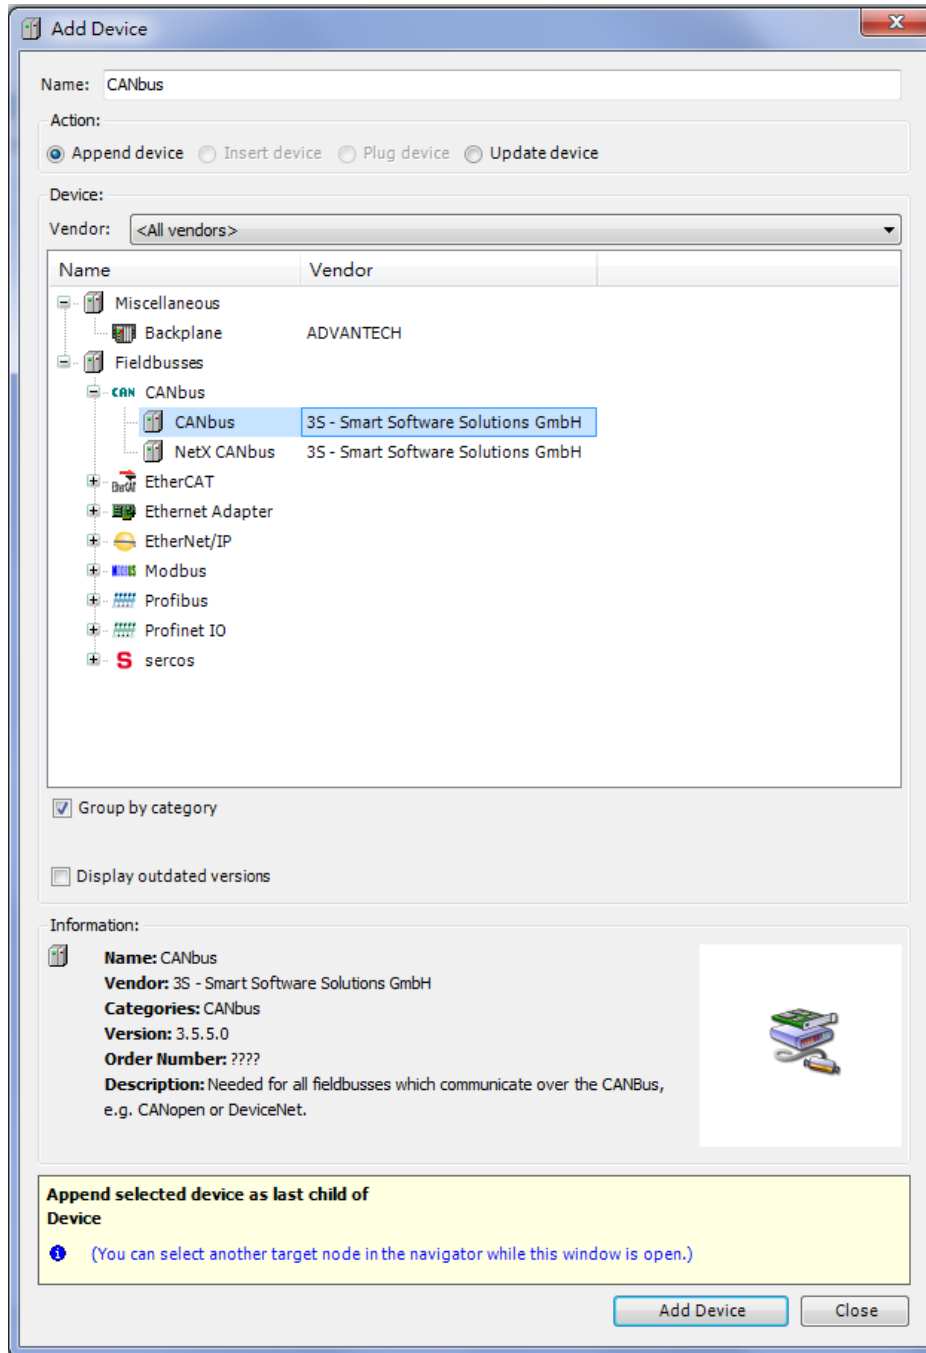 Add Device
Name: CANbus
Action:
Append device Insert device Plug device Update device
Device:
Vendor: <All vendors>
Name Vendor
Miscellaneous
Backplane ADVANTECH
Fieldbusses
CAN CANbus
CANbus 3S - Smart Software Solutions GmbH
NetX CANbus 3S - Smart Software Solutions GmbH
EtherCAT EtherCAT
Ethernet Adapter
EtherNet/IP
MODBUS Modbus
Profibus
Profinet IO
S sercos
Group by category
Display outdated versions
Information:
Name: CANbus
Vendor: 3S - Smart Software Solutions GmbH
Categories: CANbus
Version: 3.5.5.0
Order Number: ????
Description: Needed for all fieldbusses which communicate over the CANBus,
e.g. CANopen or DeviceNet.
Append selected device as last child of
Device
(You can select another target node in the navigator while this window is open.)
Add Device Close